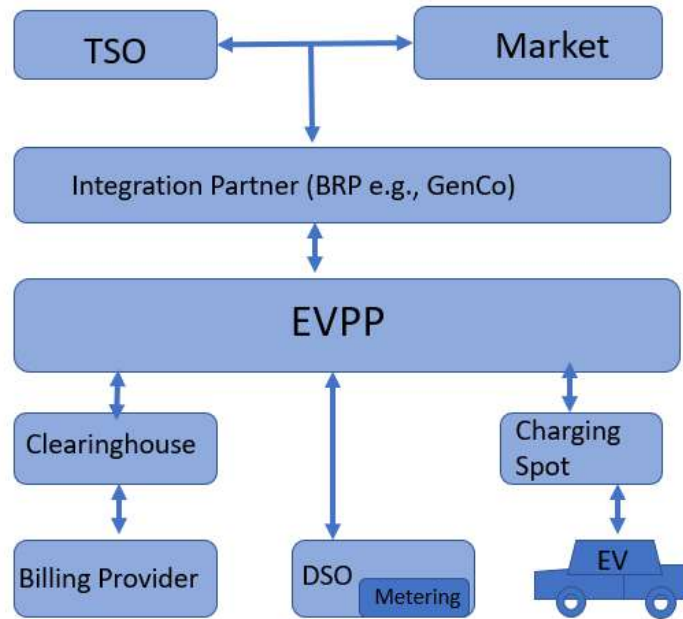 TSO
Market
Integration Partner (BRP e.g., GenCo)
EVPP
Clearinghouse
Charging
Spot
Billing Provider
DSO
Metering
EV